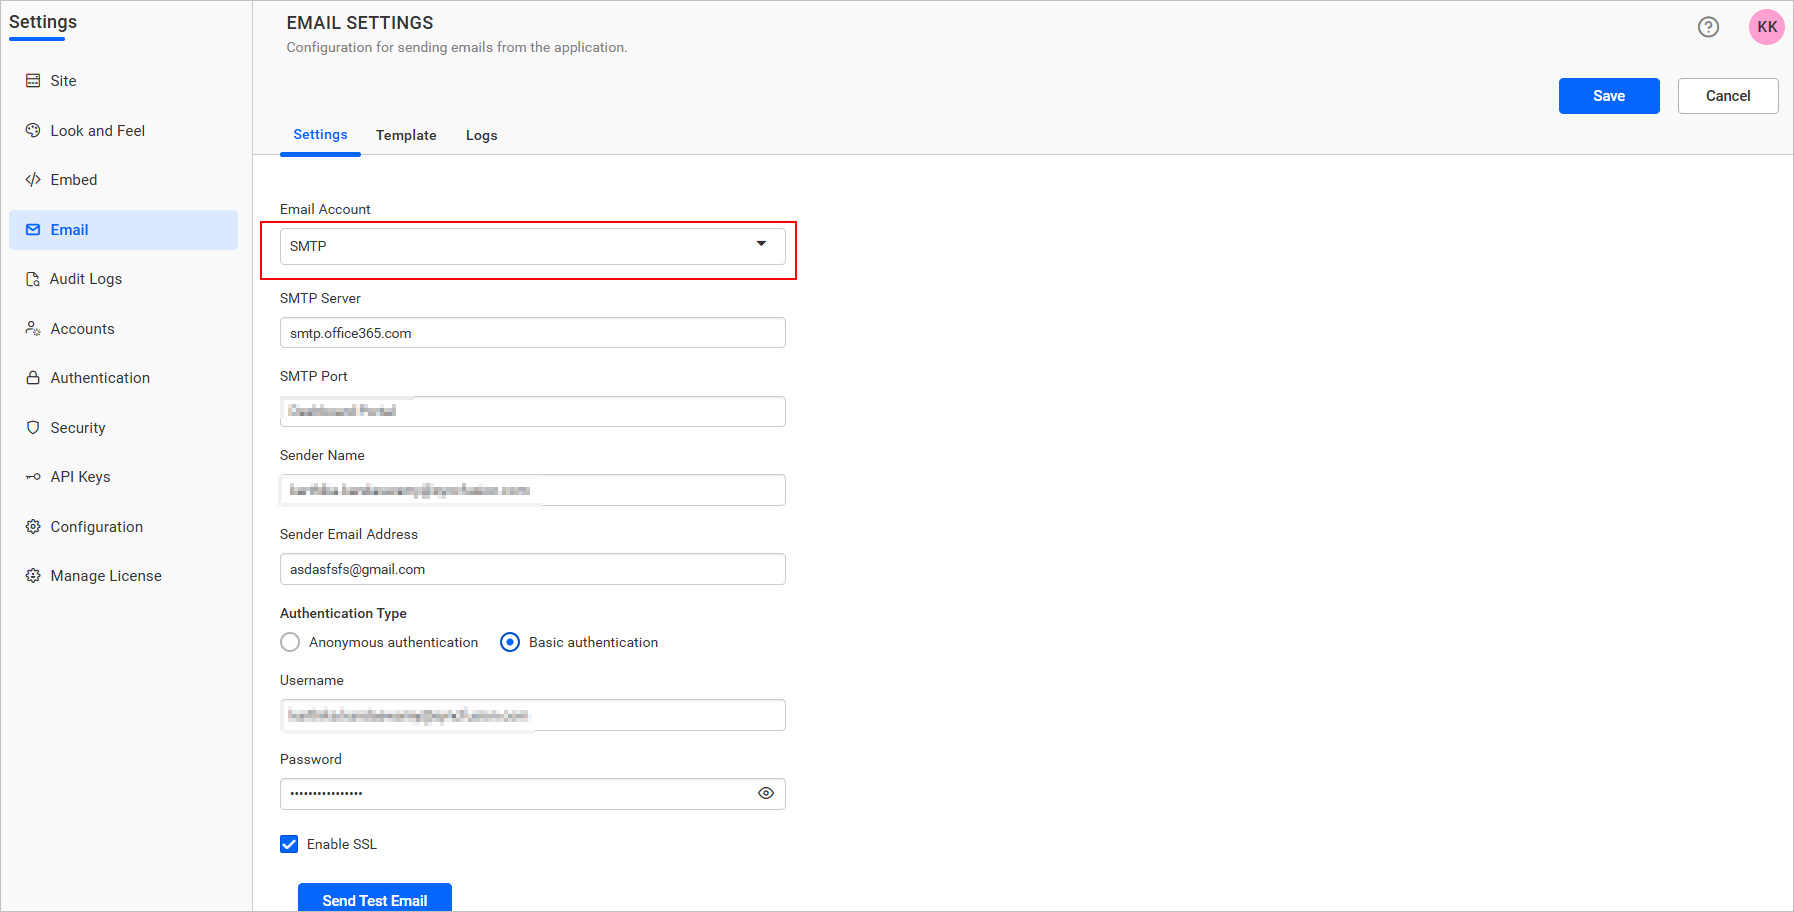 Settings
Site
Look and Feel
Embed
Email
Audit Logs
Accounts
Authentication
Security
API Keys
Configuration
Manage License
EMAIL SETTINGS
Configuration for sending emails from the application.
KK
Save
Cancel
Settings Template Logs
Email Account
SMTP
SMTP Server
smtp.office365.com
SMTP Port
Sender Name
Sender Email Address
asdasfsfs@gmail.com
Authentication Type
Anonymous authentication Basic authentication
Username
Password
••••••••••••••••
Enable SSL
Send Test Email